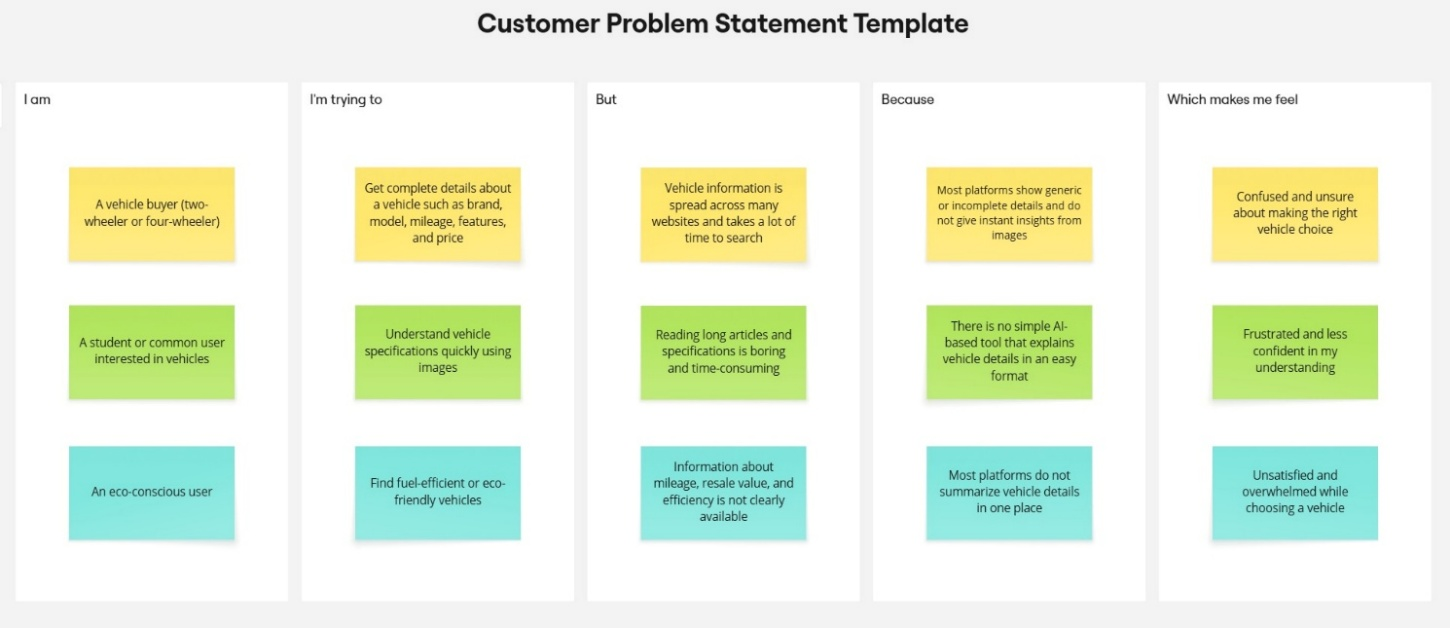 Customer Problem Statement Template
I am
I'm trying to
But
Because
Which makes me feel
A vehicle buyer (two-
wheeler or four-wheeler)
Get complete details about
a vehicle such as brand,
model, mileage, features,
and price
Vehicle information is
spread across many
websites and takes a lot of
time to search
Most platforms show generic
or incomplete details and do
not give instant insights from
images
Confused and unsure
about making the right
vehicle choice
A student or common user
interested in vehicles
Understand vehicle
specifications quickly using
images
Reading long articles and
specifications is boring
and time-consuming
There is no simple AI-
based tool that explains
vehicle details in an easy
format
Frustrated and less
confident in my
understanding
An eco-conscious user
Find fuel-efficient or eco-
friendly vehicles
Information about
mileage, resale value, and
efficiency is not clearly
available
Most platforms do not
summarize vehicle details
in one place
Unsatisfied and
overwhelmed while
choosing a vehicle